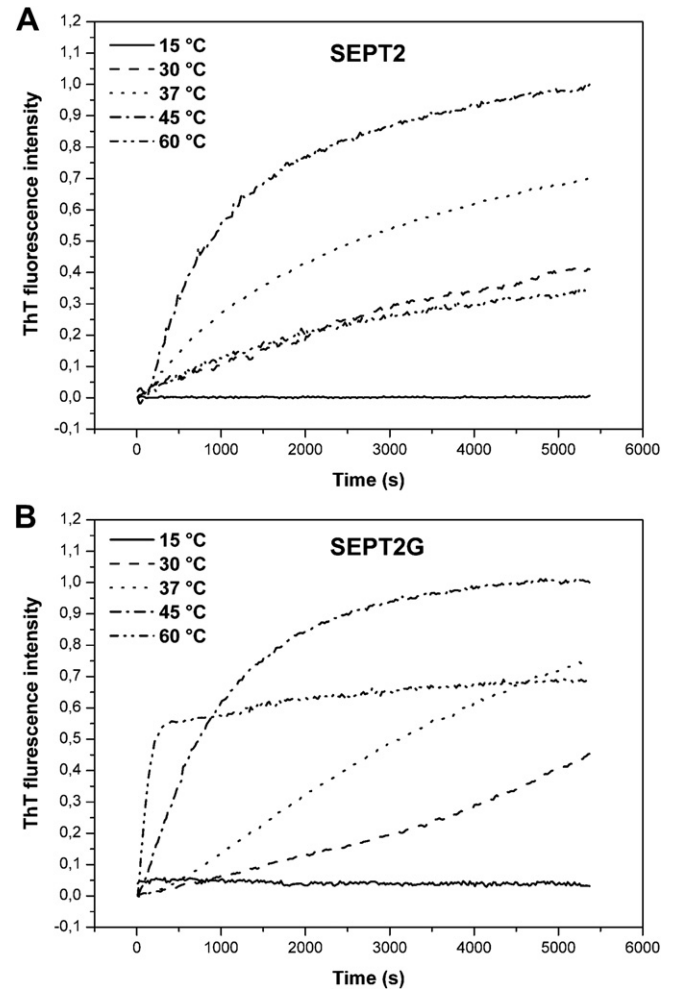 A
SEPT2
15 °C
30 °C
37 °C
45 °C
60 °C
ThT fluorescence intensity
1,2
1,1
1,0
0,9
0,8
0,7
0,6
0,5
0,4
0,3
0,2
0,1
0,0
-0,1
0 1000 2000 3000 4000 5000 6000
Time (s)
B
SEPT2G
15 °C
30 °C
37 °C
45 °C
60 °C
ThT flurescence intensity
1,2
1,1
1,0
0,9
0,8
0,7
0,6
0,5
0,4
0,3
0,2
0,1
0,0
-0,1
0 1000 2000 3000 4000 5000 6000
Time (s)